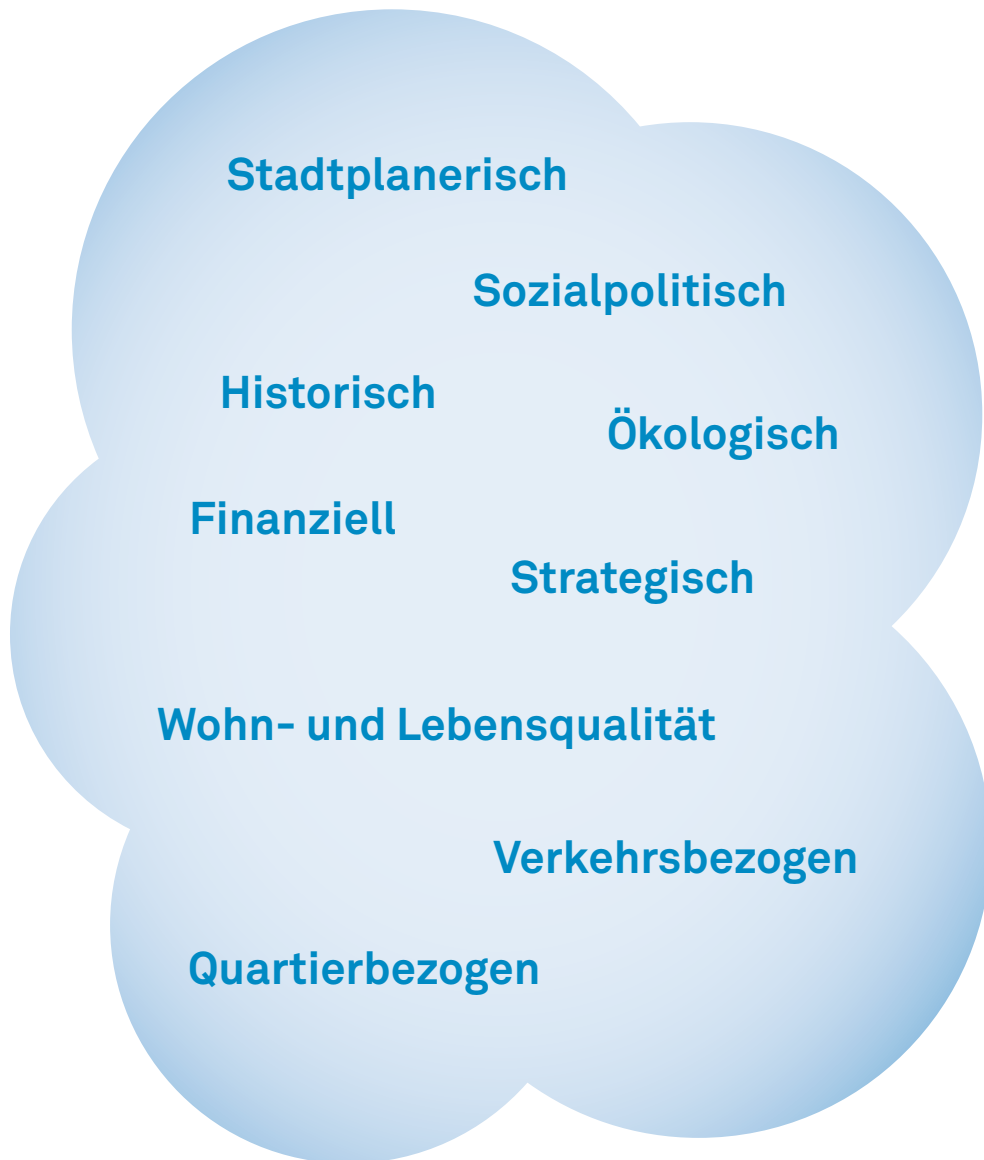 Stadtplanerisch
Sozialpolitisch
Historisch
Ökologisch
Finanziell
Strategisch
Wohn- und Lebensqualität
Verkehrsbezogen
Quartierbezogen